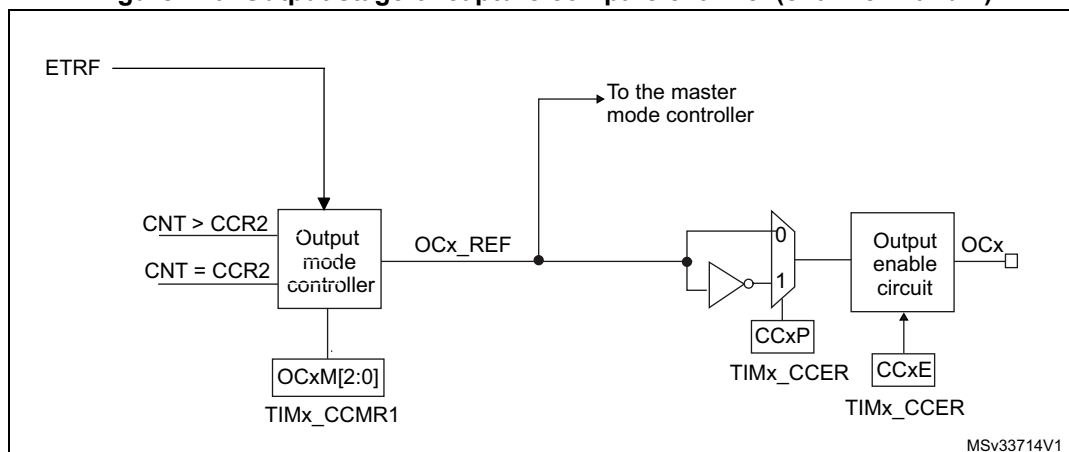 ETRF
To the master
mode controller
CNT > CCR2
CNT = CCR2
Output
mode
controller
OCx_REF
0
1
Output
enable
circuit
OCx
CCxP
TIMx_CCER
CCxE
TIMx_CCER
OCxM[2:0]
TIMx_CCMR1
MSv33714V1